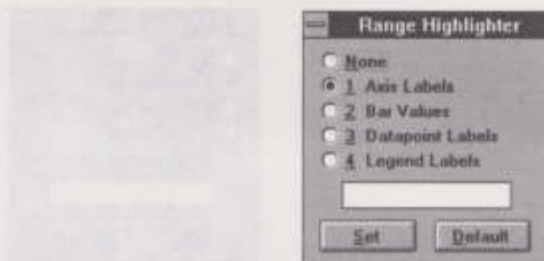 Range Highlighter
None
1 Axis Labels
2 Bar Values
3 Datapoint Labels
4 Legend Labels
Set Default